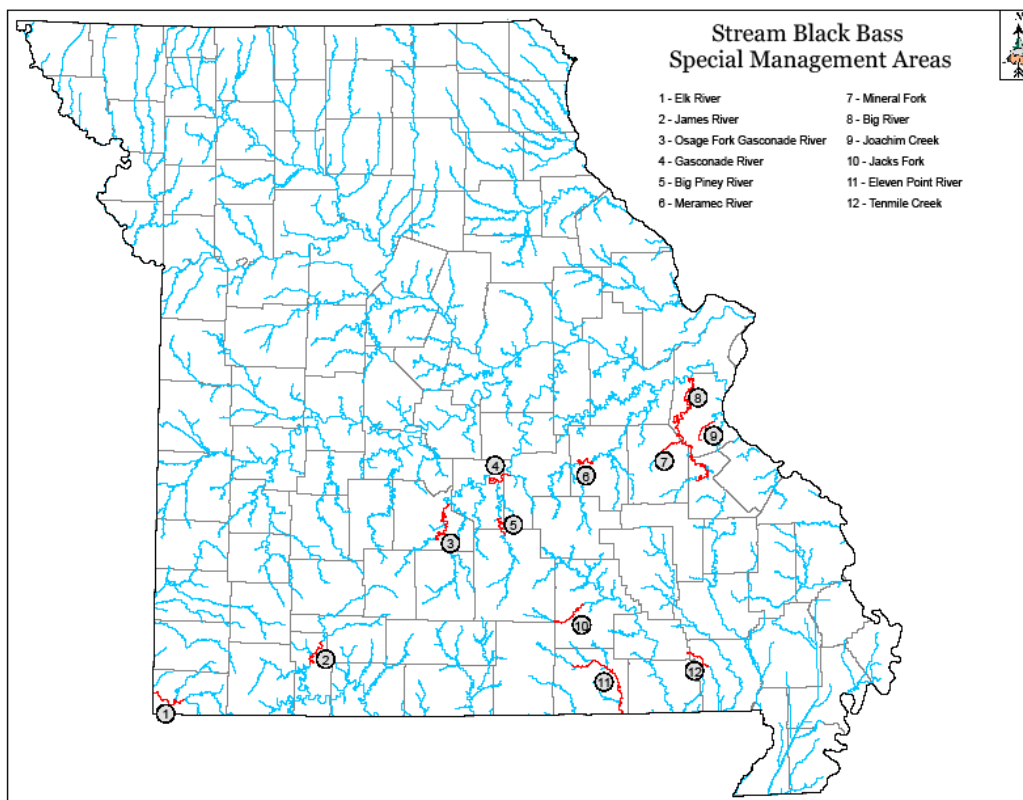 Stream Black Bass
Special Management Areas
N
1 - Elk River
2 - James River
3 - Osage Fork Gasconade River
4 - Gasconade River
5 - Big Piney River
6 - Meramec River
7 - Mineral Fork
8 - Big River
9 - Joachim Creek
10 - Jacks Fork
11 - Eleven Point River
12 - Tenmile Creek
8
9
4
7
6
5
3
10
2
12
11
1